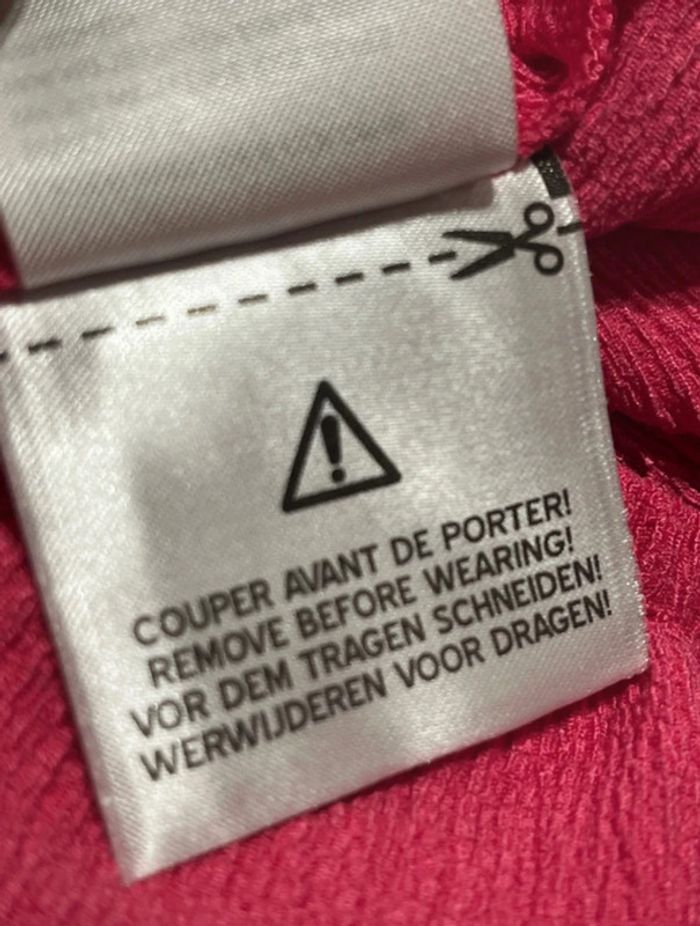 COUPER AVANT DE PORTER!
REMOVE BEFORE WEARING!
VOR DEM TRAGEN SCHNEIDEN!
WERWIJDEREN VOOR DRAGEN!